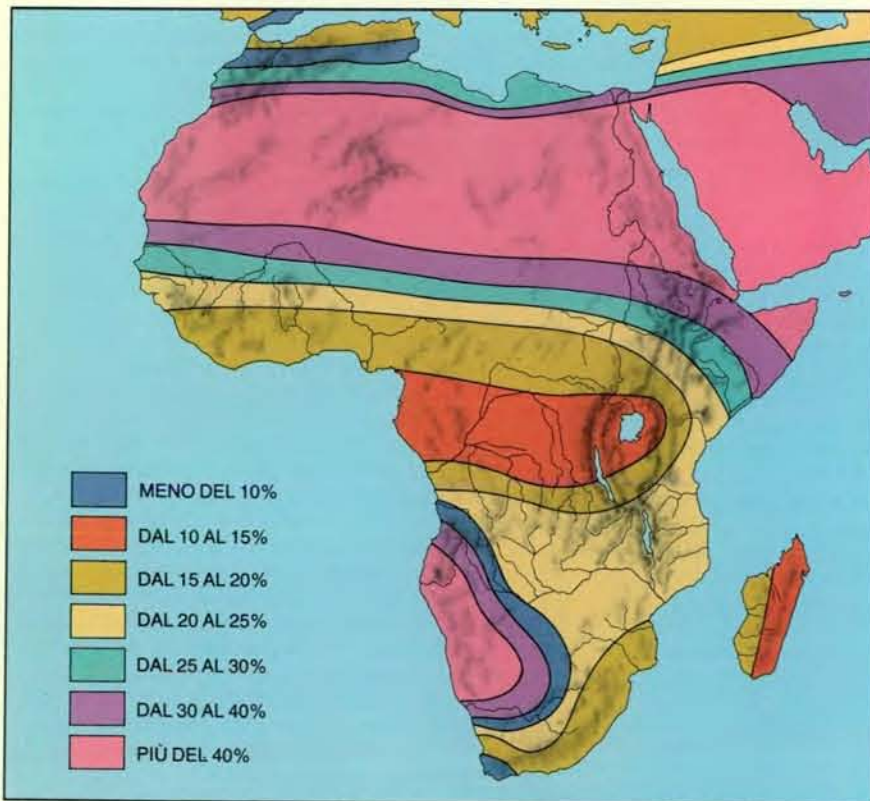 MENO DEL 10%
DAL 10 AL 15%
DAL 15 AL 20%
DAL 20 AL 25%
DAL 25 AL 30%
DAL 30 AL 40%
PIÙ DEL 40%